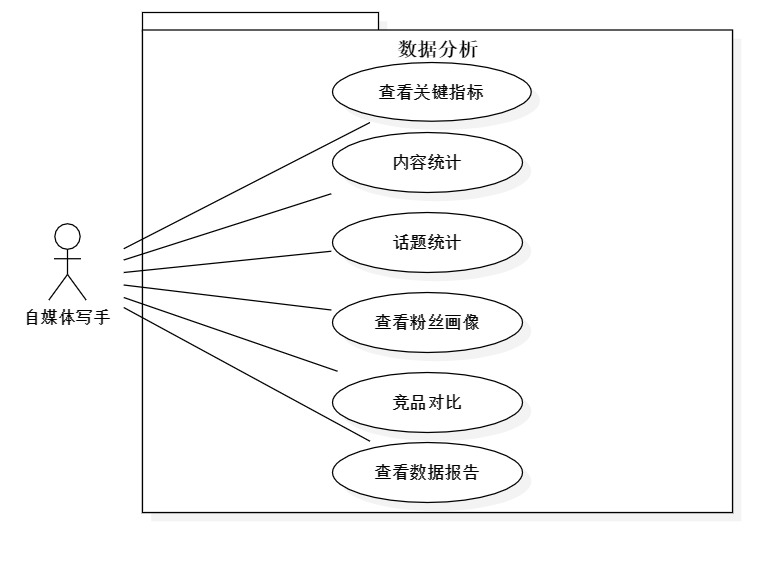 数据分析
查看关键指标
内容统计
话题统计
查看粉丝画像
自媒体写手
竞品对比
查看数据报告